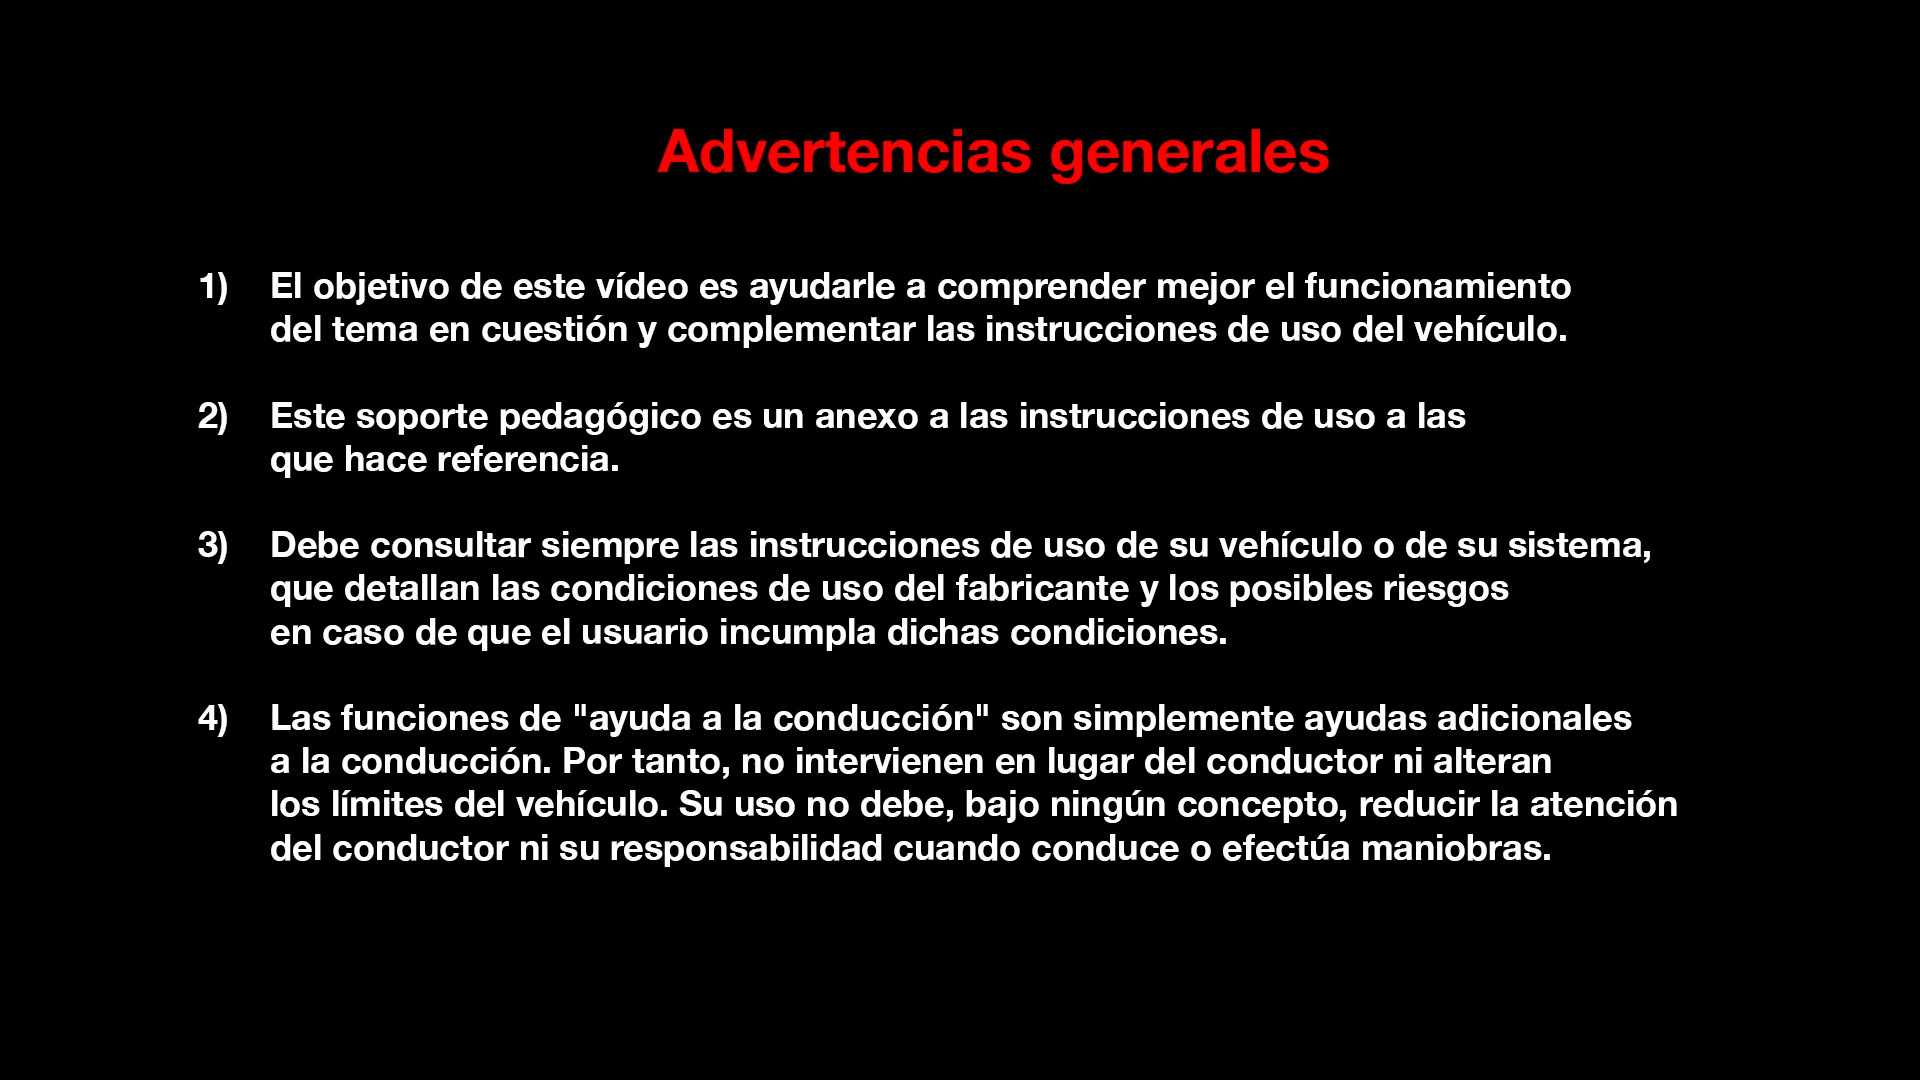 Advertencias generales
1) El objetivo de este vídeo es ayudarle a comprender mejor el funcionamiento
del tema en cuestión y complementar las instrucciones de uso del vehículo.
2) Este soporte pedagógico es un anexo a las instrucciones de uso a las
que hace referencia.
3) Debe consultar siempre las instrucciones de uso de su vehículo o de su sistema,
que detallan las condiciones de uso del fabricante y los posibles riesgos
en caso de que el usuario incumpla dichas condiciones.
4) Las funciones de "ayuda a la conducción" son simplemente ayudas adicionales
a la conducción. Por tanto, no intervienen en lugar del conductor ni alteran
los límites del vehículo. Su uso no debe, bajo ningún concepto, reducir la atención
del conductor ni su responsabilidad cuando conduce o efectúa maniobras.